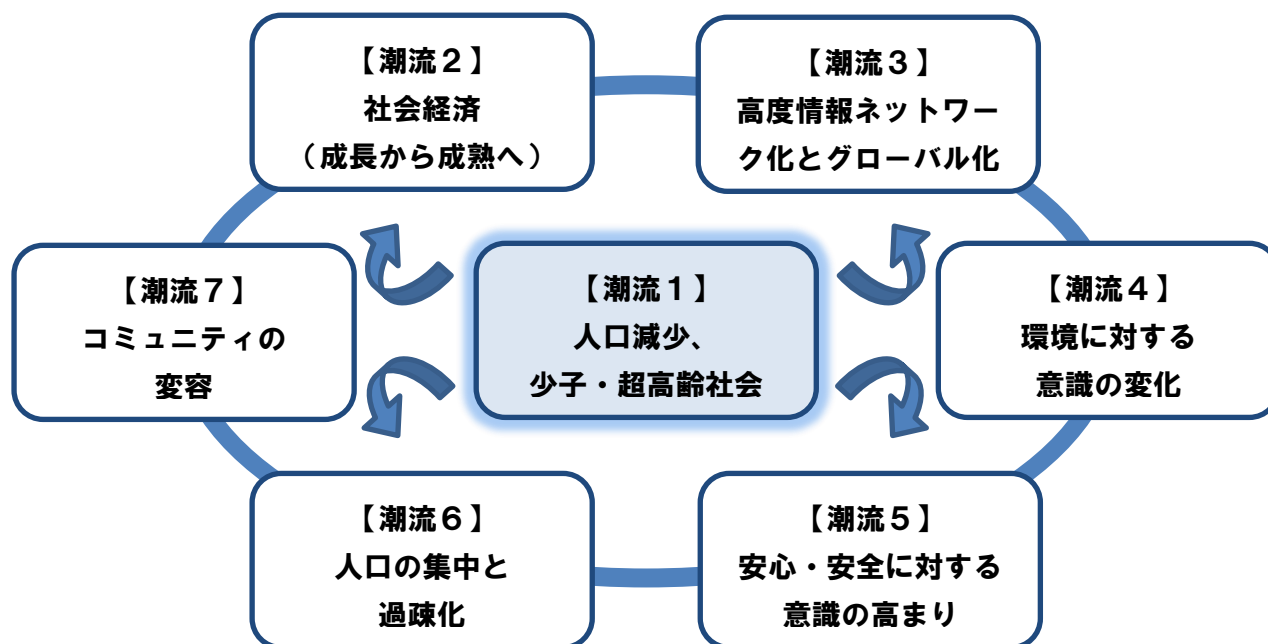 【潮流２】
社会経済
（成長から成熟へ）
【潮流３】
高度情報ネットワー
ク化とグローバル化
【潮流７】
コミュニティの
変容
【潮流１】
人口減少、
少子・超高齢社会
【潮流４】
環境に対する
意識の変化
【潮流６】
人口の集中と
過疎化
【潮流５】
安心・安全に対する
意識の高まり